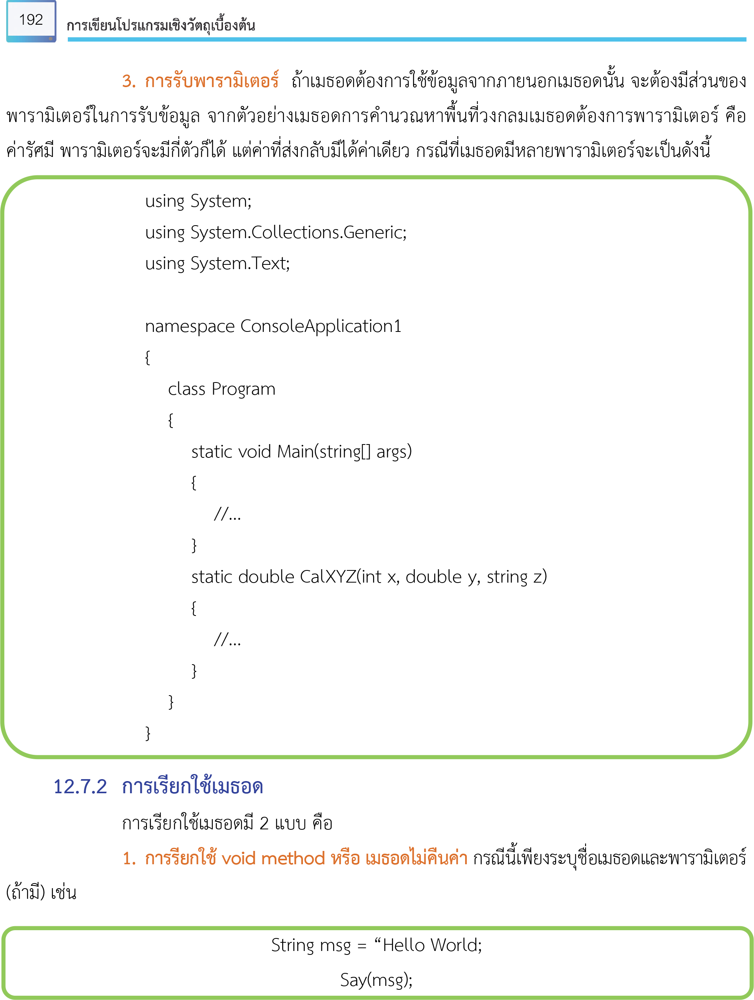 192
การเขียนโปรแกรมเชิงวัตถุเบื้องต้น
3. การรับพารามิเตอร์ ถ้าเมธอดต้องการใช้ข้อมูลจากภายนอกเมธอดนั้น จะต้องมีส่วนของ
พารามิเตอร์ในการรับข้อมูล จากตัวอย่างเมธอดการคำนวณหาพื้นที่วงกลมเมธอดต้องการพารามิเตอร์ คือ
ค่ารัศมี พารามิเตอร์จะมีกี่ตัวก็ได้ แต่ค่าที่ส่งกลับมีได้ค่าเดียว กรณีที่เมธอดมีหลายพารามิเตอร์จะเป็นดังนี้
using System;
using System.Collections.Generic;
using System.Text;
namespace ConsoleApplication1
{
class Program
{
static void Main(string[] args)
{
//...
}
static double CalXYZ(int x, double y, string z)
{
//...
}
}
}
12.7.2 การเรียกใช้เมธอด
การเรียกใช้เมธอดมี 2 แบบ คือ
1. การรียกใช้ void method หรือ เมธอดไม่คืนค่า กรณีนี้เพียงระบุชื่อเมธอดและพารามิเตอร์
(ถ้ามี) เช่น
String msg = “Hello World;
Say(msg);